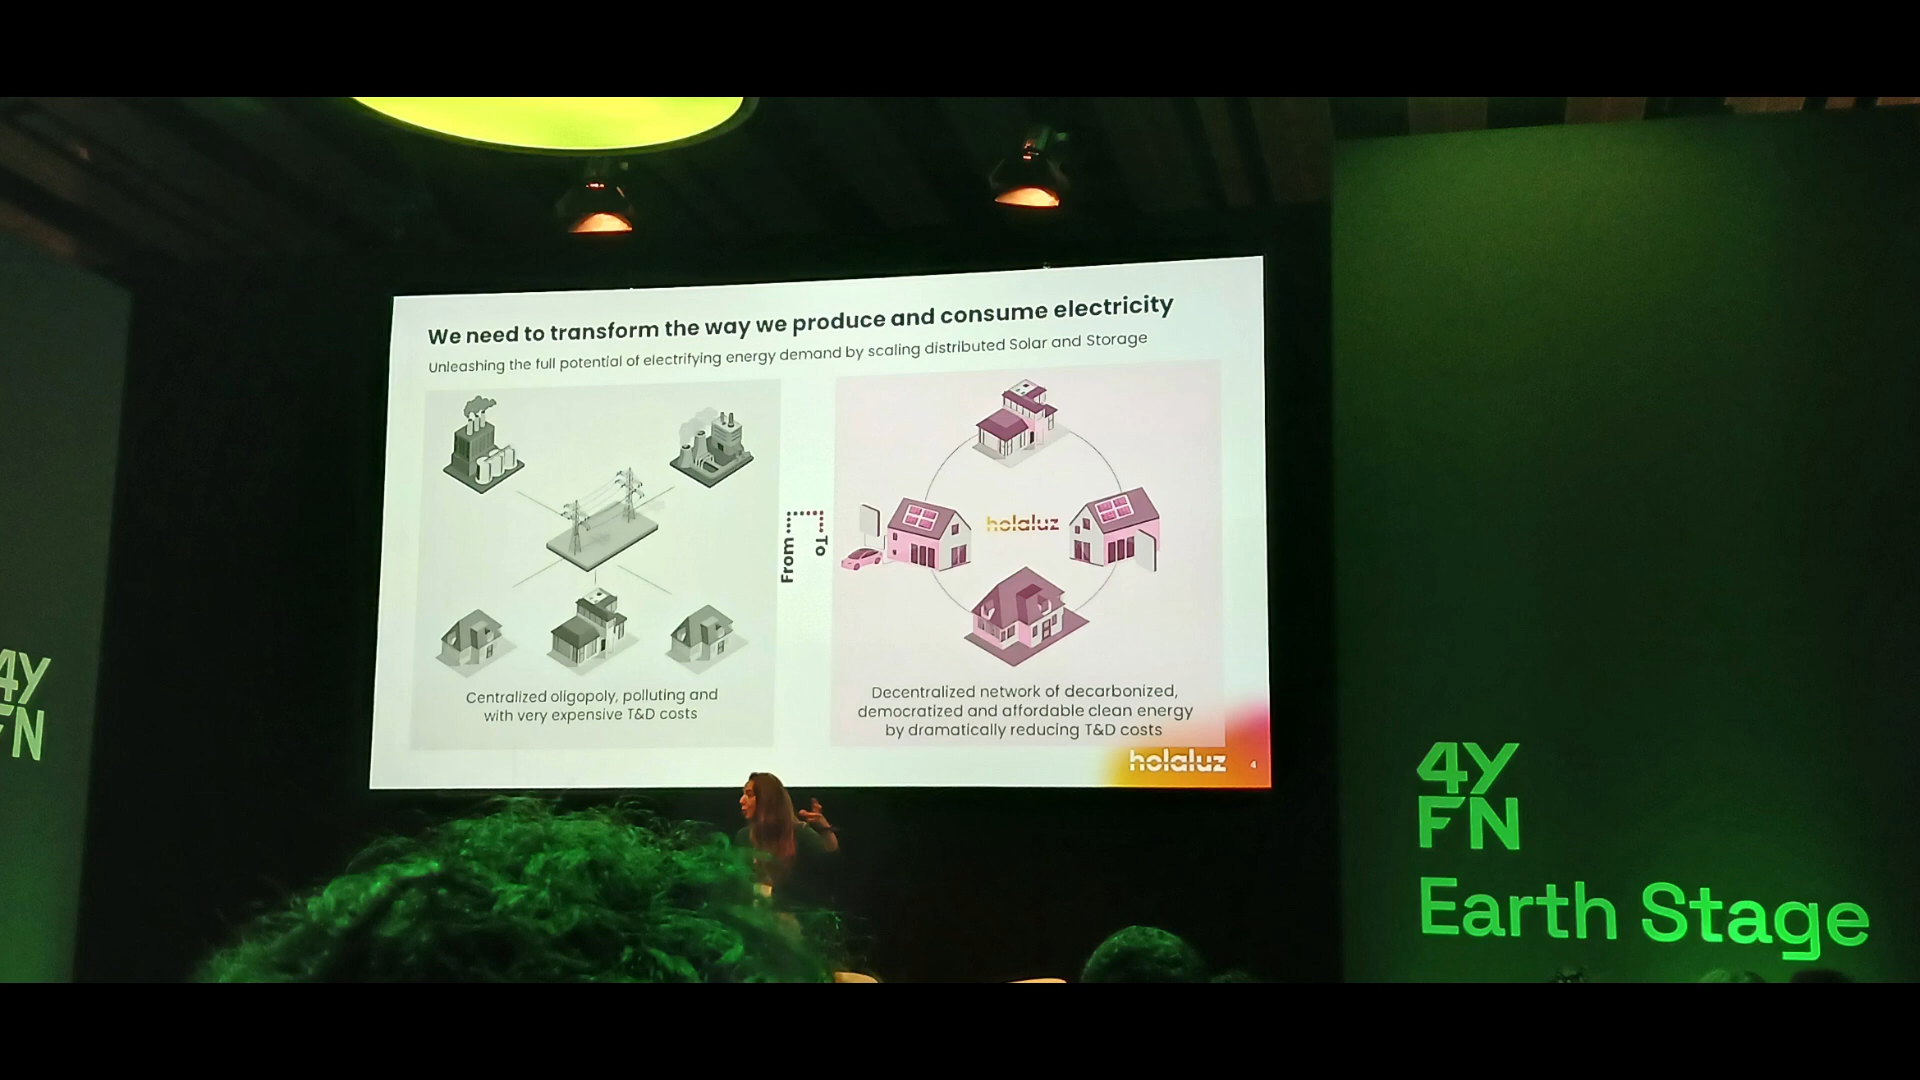 We need to transform the way we produce and consume electricity
Unleashing the full potential of electrifying energy demand by scaling distributed Solar and Storage
From
To
holaluz
Centralized oligopoly, polluting and
with very expensive T&D costs
Decentralized network of decarbonized,
democratized and affordable clean energy
by dramatically reducing T&D costs
holaluz
4
4Y
FN
4Y
FN
Earth Stage